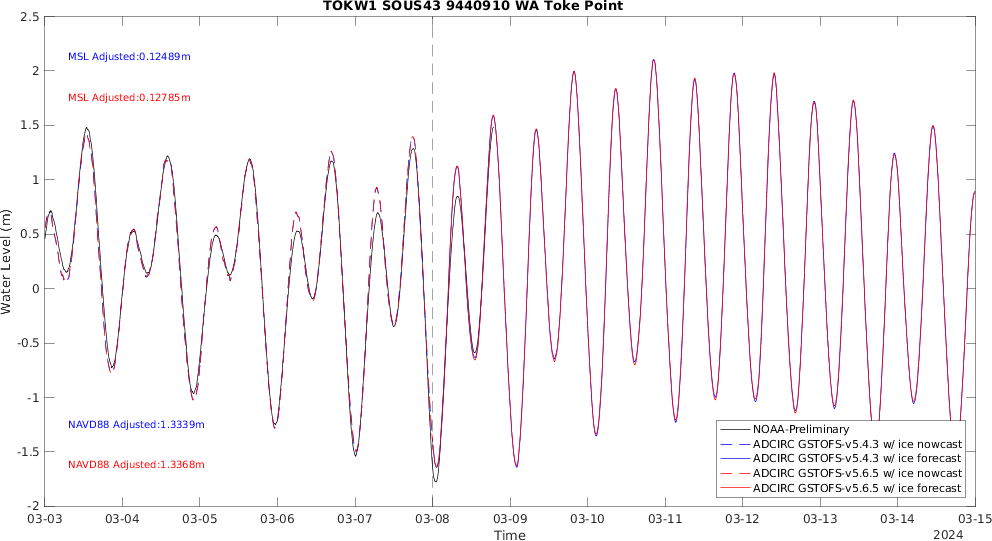 TOKW1 SOUS43 9440910 WA Toke Point
2.5
2
1.5
1
0.5
0
-0.5
-1
-1.5
-2
Water Level (m)
MSL Adjusted:0.12489m
MSL Adjusted:0.12785m
NAVD88 Adjusted:1.3339m
NAVD88 Adjusted:1.3368m
NOAA-Preliminary
ADCIRC GSTOFS-v5.4.3 w/ ice nowcast
ADCIRC GSTOFS-v5.4.3 w/ ice forecast
ADCIRC GSTOFS-v5.6.5 w/ ice nowcast
ADCIRC GSTOFS-v5.6.5 w/ ice forecast
03-03 03-04 03-05 03-06 03-07 03-08 03-09 03-10 03-11 03-12 03-13 03-14 03-15
Time
2024